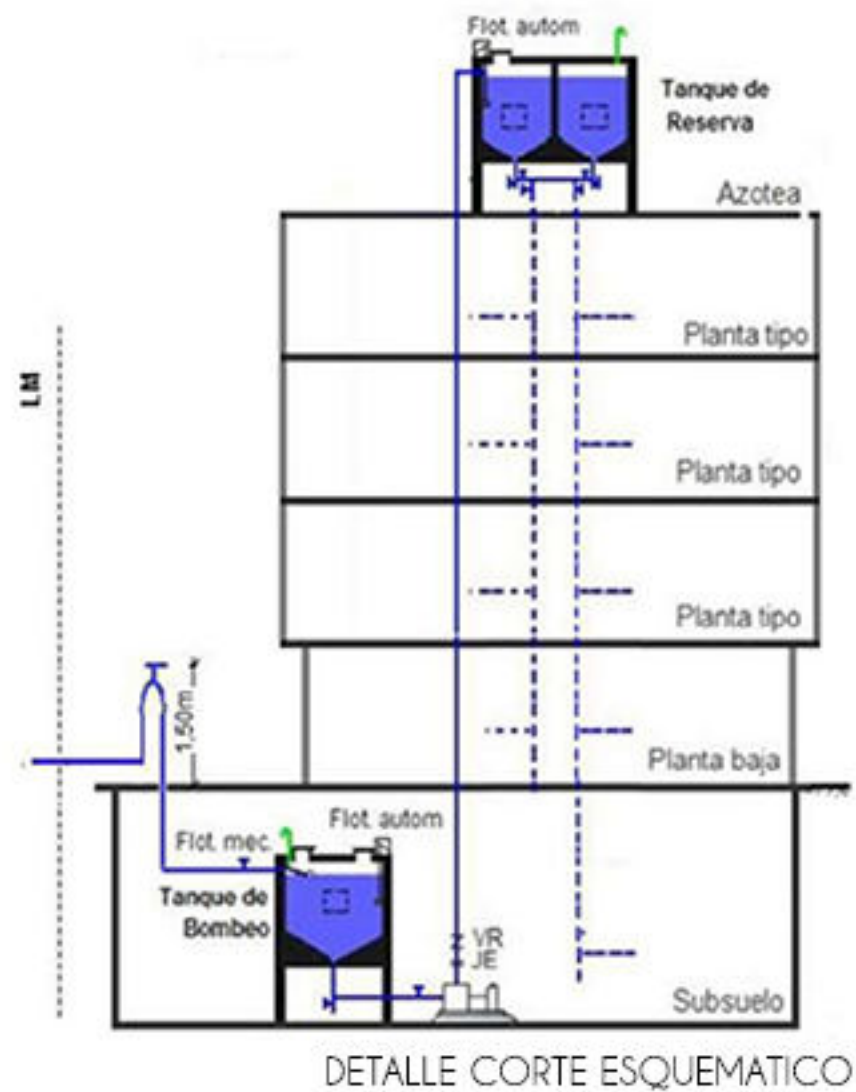 Flot. autom
Tanque de
Reserva
Azotea
Planta tipo
LM
Planta tipo
Planta tipo
1,50m
Planta baja
Flot. mec.
Flot. autom
Tanque de
Bombeo
VR
JE
Subsuelo
DETALLE CORTE ESQUEMATICO